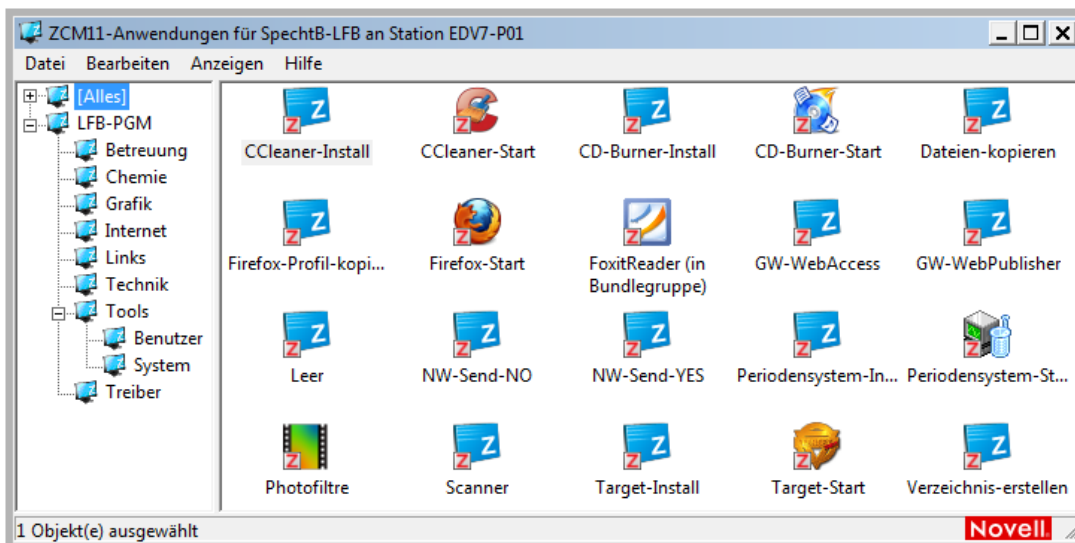 ZCM11-Anwendungen für SpechtB-LFB an Station EDV7-P01
Datei Bearbeiten Anzeigen Hilfe
[Alles]
LFB-PGM
Betreuung
Chemie
Grafik
Internet
Links
Technik
Tools
Benutzer
System
Treiber
CCleaner-Install CCleaner-Start CD-Burner-Install CD-Burner-Start Dateien-kopieren
Firefox-Profil-kopi... Firefox-Start FoxitReader (in GW-WebAccess GW-WebPublisher
Bundlegruppe)
Leer NW-Send-NO NW-Send-YES Periodensystem-In... Periodensystem-St...
Photofiltre Scanner Target-Install Target-Start Verzeichnis-erstellen
1 Objekt(e) ausgewählt
Novell.